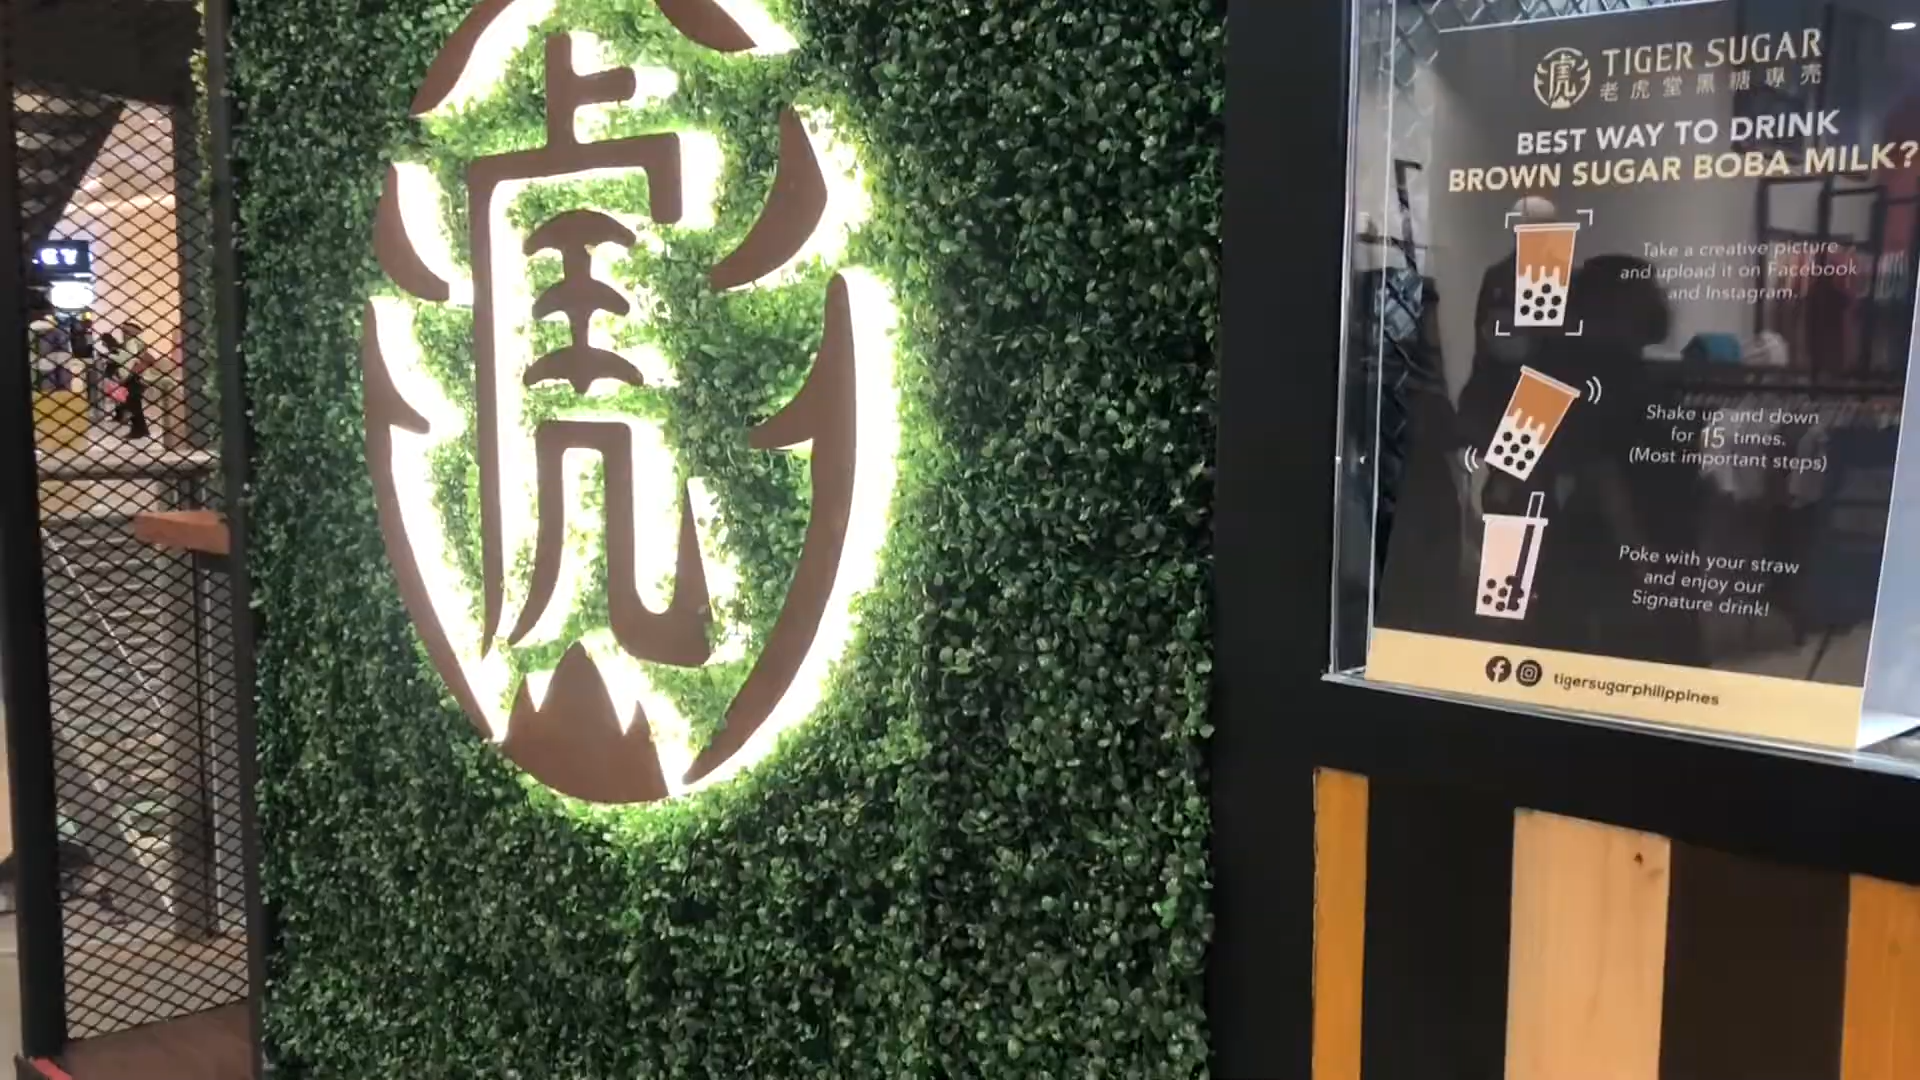 虎
TIGER SUGAR
老虎堂黑糖專売
BEST WAY TO DRINK
BROWN SUGAR BOBA MILK?
Take a creative picture
and upload it on Facebook
and Instagram.
Shake up and down
for 15 times.
(Most important steps)
Poke with your straw
and enjoy our
Signature drink!
tigersugarphilippines